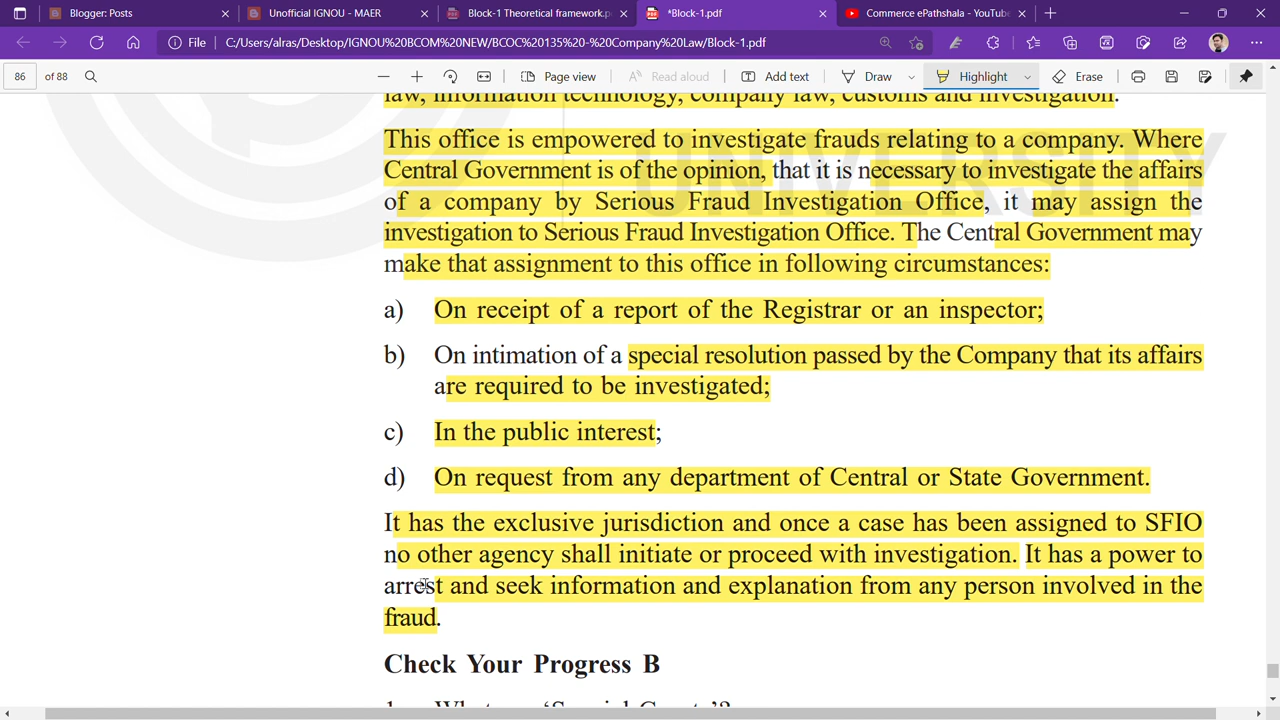 Blogger: Posts
Unofficial IGNOU - MAER
Block-1 Theoretical framework.p
*Block-1.pdf
Commerce ePathshala - YouTub
File
C:/Users/alras/Desktop/IGNOU%20BCOM%20NEW/BCOC%20135%20-%20Company%20Law/Block-1.pdf
86 of 88
Page view
Read aloud
Add text
Draw
Highlight
Erase
law, information technology, company law, customs and investigation.
UNIVERSITY
This office is empowered to investigate frauds relating to a company. Where
Central Government is of the opinion, that it is necessary to investigate the affairs
of a company by Serious Fraud Investigation Office, it may assign the
investigation to Serious Fraud Investigation Office. The Central Government may
make that assignment to this office in following circumstances:
a) On receipt of a report of the Registrar or an inspector;
b) On intimation of a special resolution passed by the Company that its affairs
are required to be investigated;
c) In the public interest;
d) On request from any department of Central or State Government.
It has the exclusive jurisdiction and once a case has been assigned to SFIO
no other agency shall initiate or proceed with investigation. It has a power to
arrest and seek information and explanation from any person involved in the
fraud.
Check Your Progress B